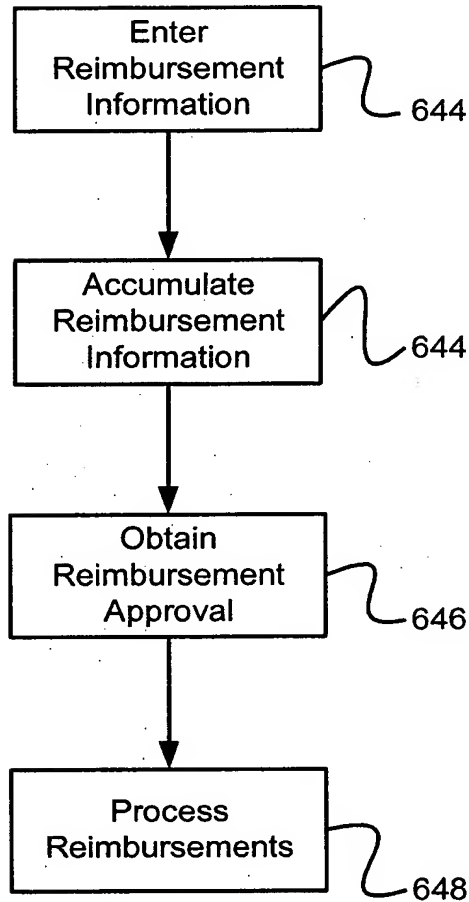 Enter
Reimbursement
Information
644
Accumulate
Reimbursement
Information
644
Obtain
Reimbursement
Approval
646
Process
Reimbursements
648